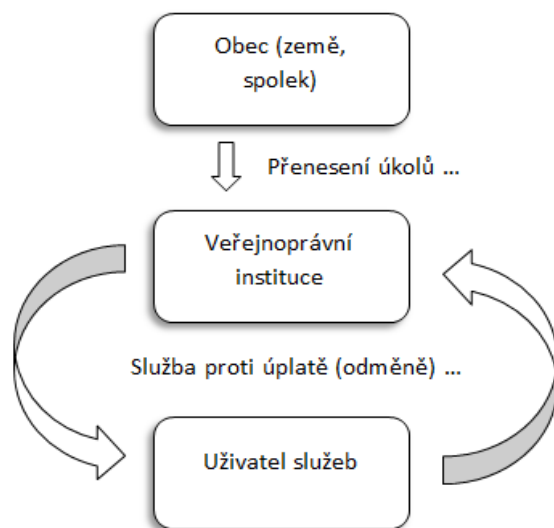 Obec (země,
spolek)
Přenesení úkolů ...
Veřejnoprávní
instituce
Služba proti úplatě (odměně) ...
Uživatel služeb